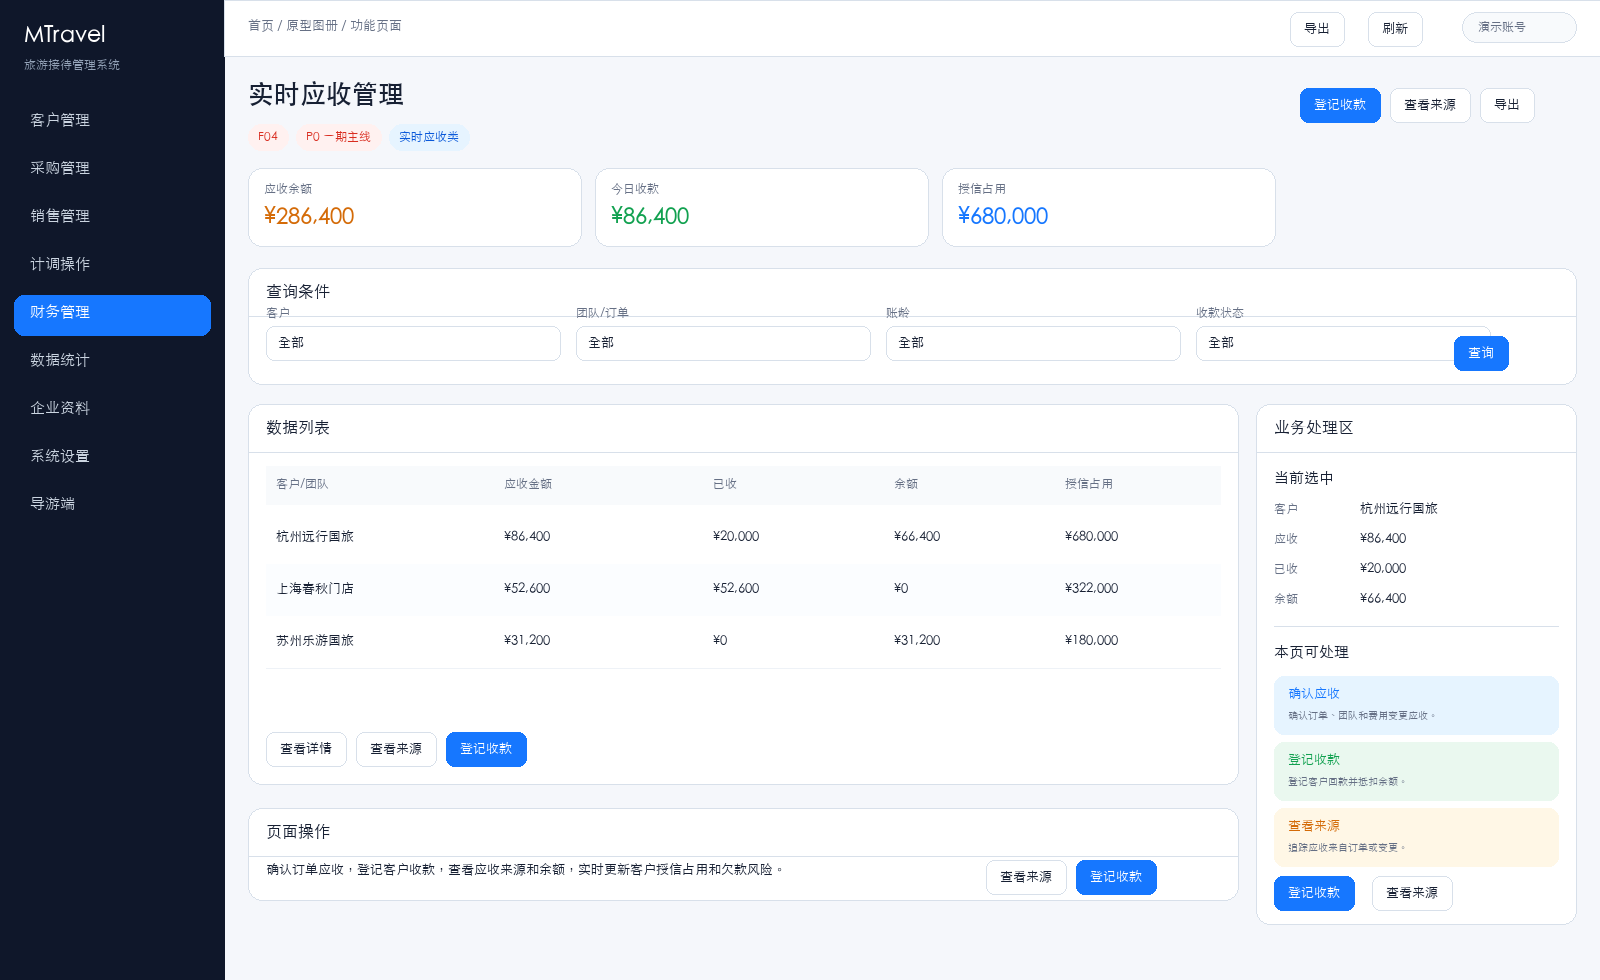 MTravel
旅游接待管理系统
客户管理
采购管理
销售管理
计调操作
财务管理
数据统计
企业资料
系统设置
导游端
首页 / 原型图册 / 功能页面
导出
刷新
演示账号
实时应收管理
F04
P0 一期主线
实时应收类
登记收款
查看来源
导出
应收余额
¥286,400
今日收款
¥86,400
授信占用
¥680,000
查询条件
客户
团队/订单
账龄
收款状态
全部
全部
全部
全部
查询
数据列表
客户/团队 应收金额 已收 余额 授信占用
杭州远行国旅 ¥86,400 ¥20,000 ¥66,400 ¥680,000
上海春秋门店 ¥52,600 ¥52,600 ¥0 ¥322,000
苏州乐游国旅 ¥31,200 ¥0 ¥31,200 ¥180,000
查看详情
查看来源
登记收款
页面操作
确认订单应收，登记客户收款，查看应收来源和余额，实时更新客户授信占用和欠款风险。
查看来源
登记收款
业务处理区
当前选中
客户 杭州远行国旅
应收 ¥86,400
已收 ¥20,000
余额 ¥66,400
本页可处理
确认应收
确认订单、团队和费用变更应收。
登记收款
登记客户回款并抵扣余额。
查看来源
追踪应收来自订单或变更。
登记收款
查看来源